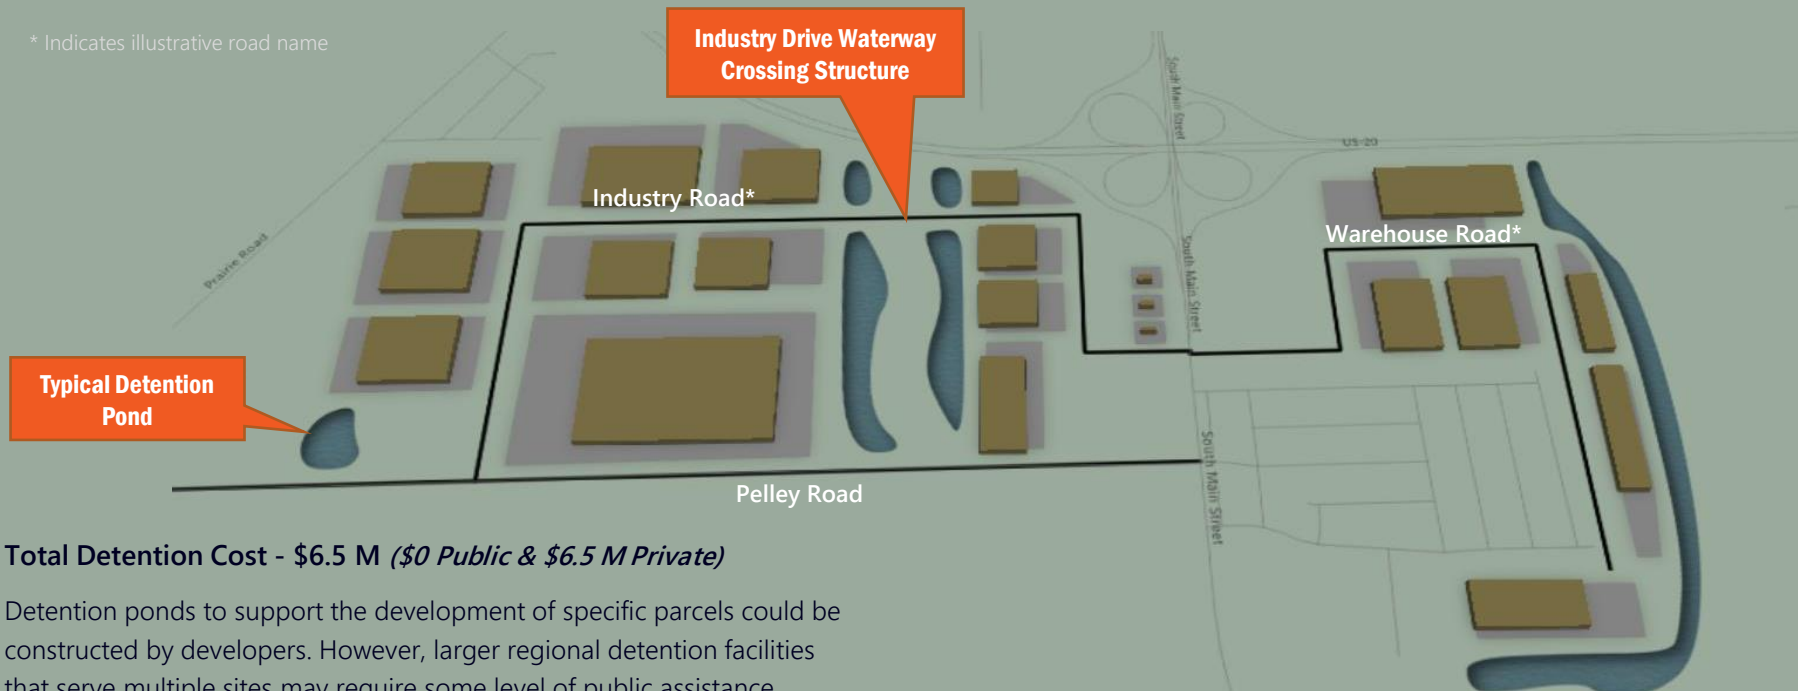 * Indicates illustrative road name
Industry Drive Waterway
Crossing Structure
South Main Street
US-20
Industry Road*
Warehouse Road*
Prairie Road
South Main Street
Typical Detention
Pond
South Main Street
Pelley Road
Total Detention Cost - $6.5 M ($0 Public & $6.5 M Private)
Detention ponds to support the development of specific parcels could be
constructed by developers. However, larger regional detention facilities
that serve multiple sites may require some level of public assistance